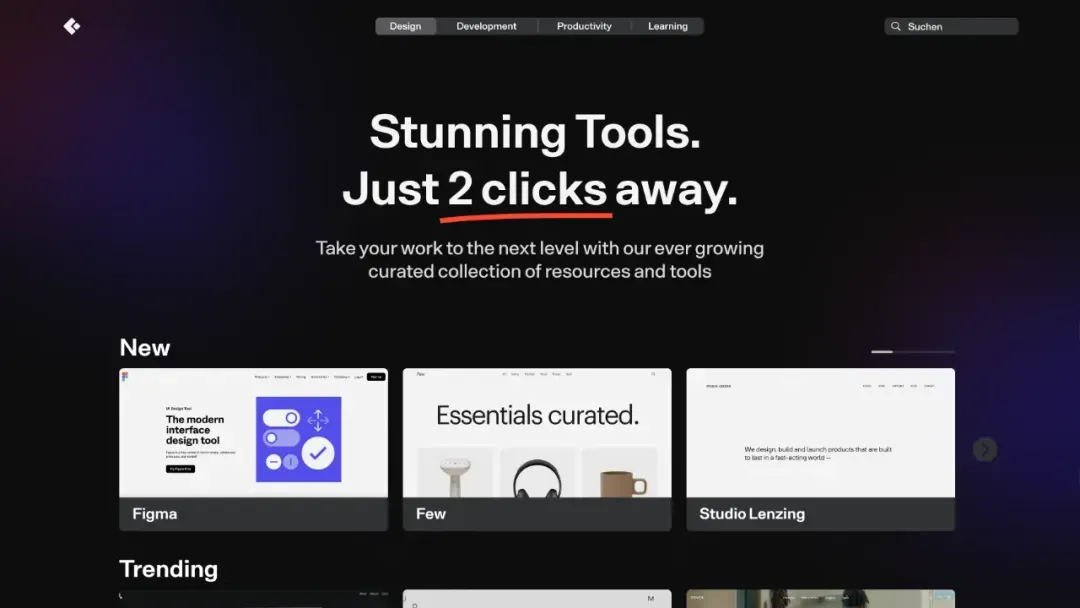 Design Development Productivity Learning
Suchen
Stunning Tools.
Just 2 clicks away.
Take your work to the next level with our ever growing
curated collection of resources and tools
New
The modern
interface
design tool
Figma
Few
Essentials curated.
Few
We design, build and launch products that are built
to last in a fast-acting world —
Studio Lenzing
Trending